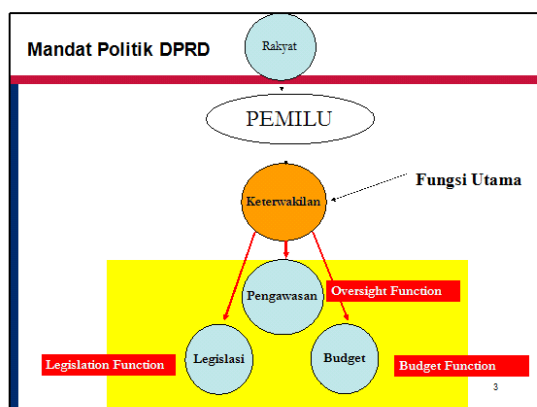 Mandat Politik DPRD
Rakyat
PEMILU
Keterwakilan
Fungsi Utama
Pengawasan
Oversight Function
Legislation Function
Legislasi
Budget
Budget Function
3